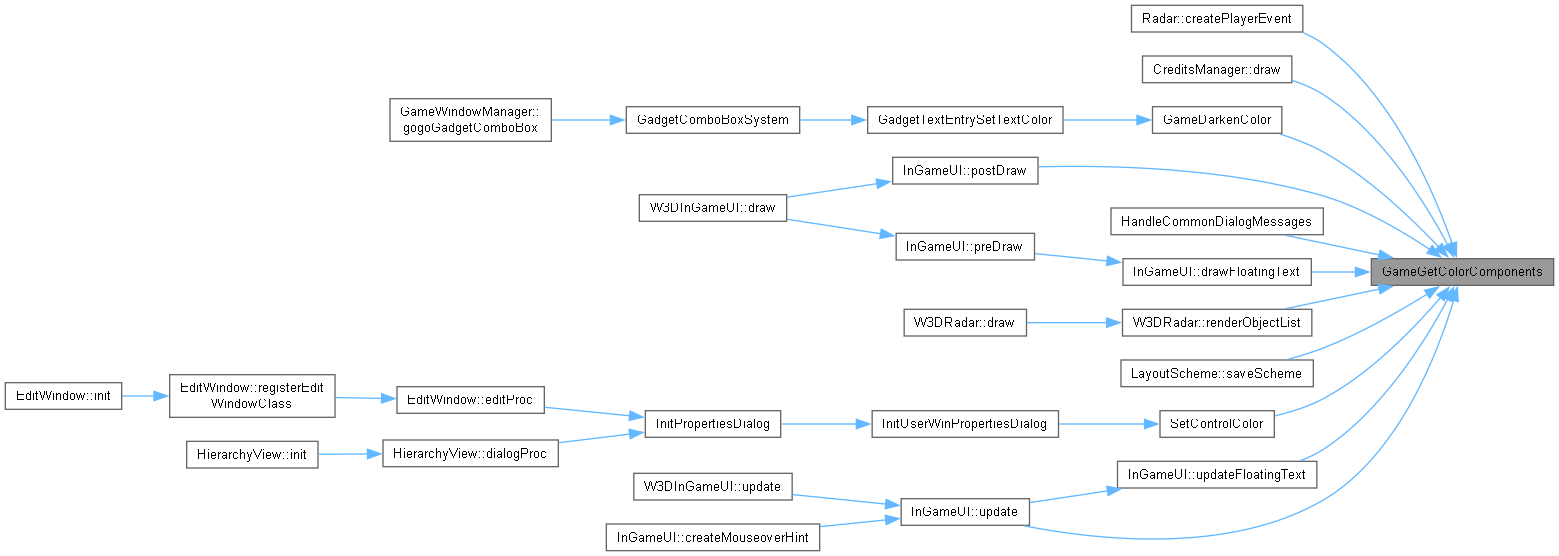 Radar::createPlayerEvent
CreditsManager::draw
GameWindowManager::
gogoGadgetComboBox
GadgetComboBoxSystem
GadgetTextEntrySetTextColor
GameDarkenColor
InGameUI::postDraw
W3DInGameUI::draw
HandleCommonDialogMessages
InGameUI::preDraw
InGameUI::drawFloatingText
GameGetColorComponents
W3DRadar::draw
W3DRadar::renderObjectList
LayoutScheme::saveScheme
EditWindow::init
EditWindow::registerEdit
WindowClass
EditWindow::editProc
InitPropertiesDialog
InitUserWinPropertiesDialog
SetControlColor
HierarchyView::init
HierarchyView::dialogProc
InGameUI::updateFloatingText
W3DInGameUI::update
InGameUI::update
InGameUI::createMouseoverHint